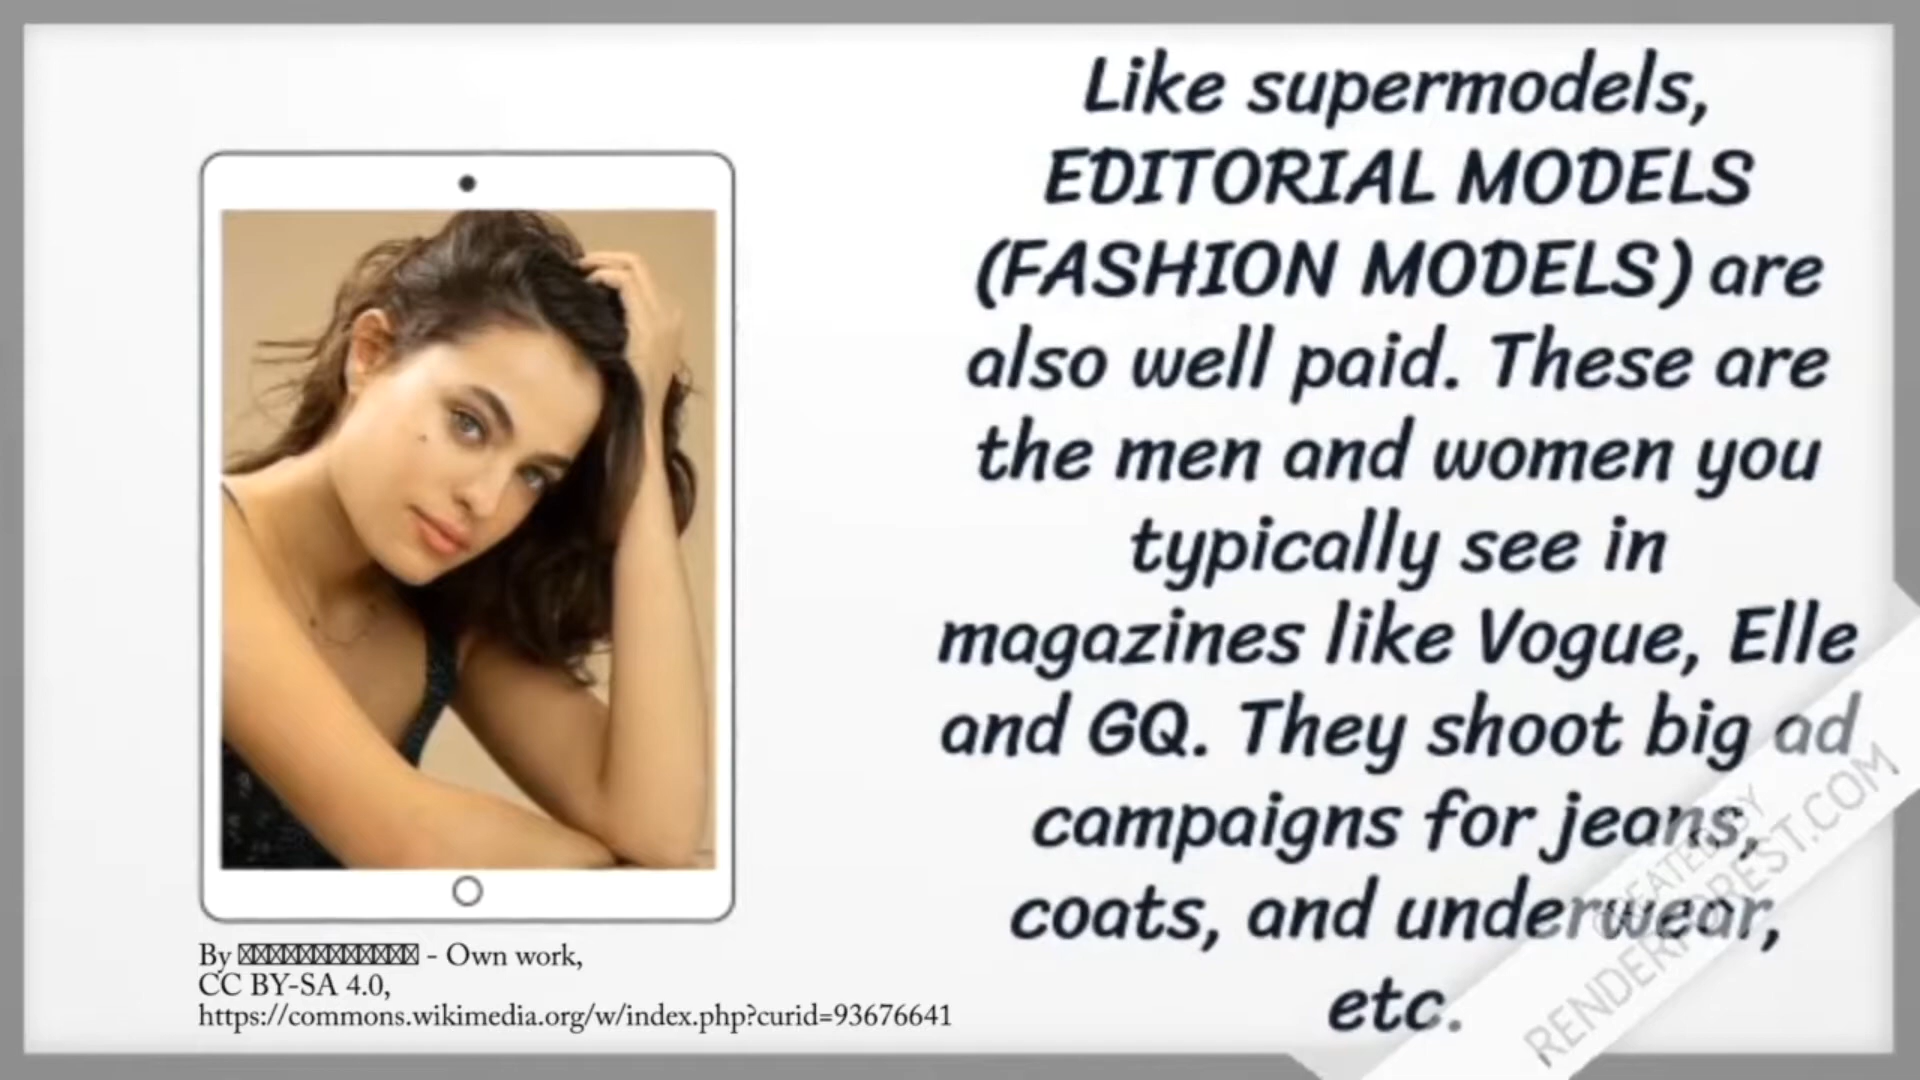 Like supermodels,
EDITORIAL MODELS
(FASHION MODELS) are
also well paid. These are
the men and women you
typically see in
magazines like Vogue, Elle
and GQ. They shoot big ad
campaigns for jeans,
coats, and underwear,
etc.
By - Own work,
CC BY-SA 4.0,
https://commons.wikimedia.org/w/index.php?curid=93676641
CREATED BY
RENDERFOREST.COM